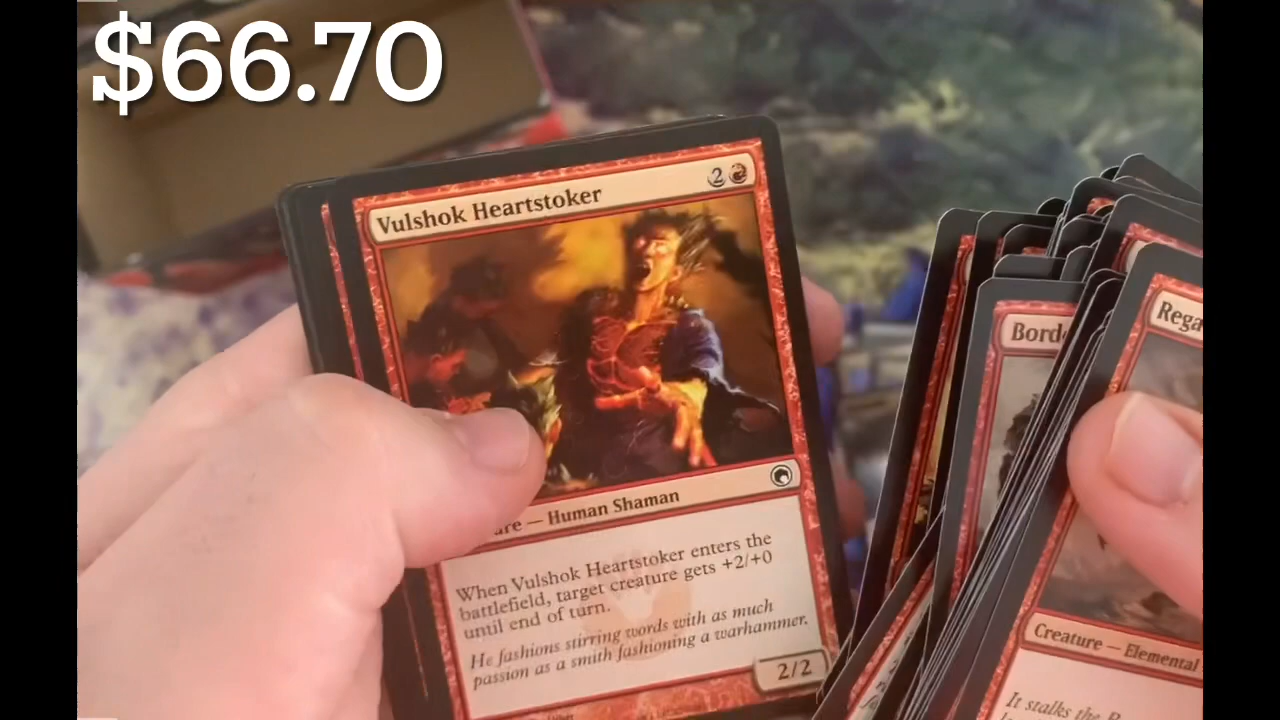 $66.70
Vulshok Heartstoker
2
Bord
Rega
are — Human Shaman
When Vulshok Heartstoker enters the
battlefield, target creature gets +2/+0
until end of turn.
He fashions stirring words with as much
passion as a smith fashioning a warhammer.
2/2
Creature — Elemental
It stalks the